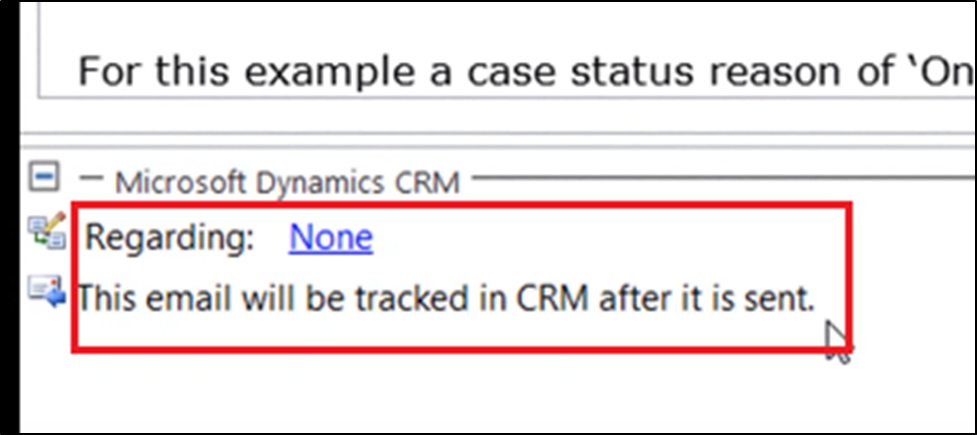 For this example a case status reason of ‘On
Microsoft Dynamics CRM
Regarding: None
This email will be tracked in CRM after it is sent.